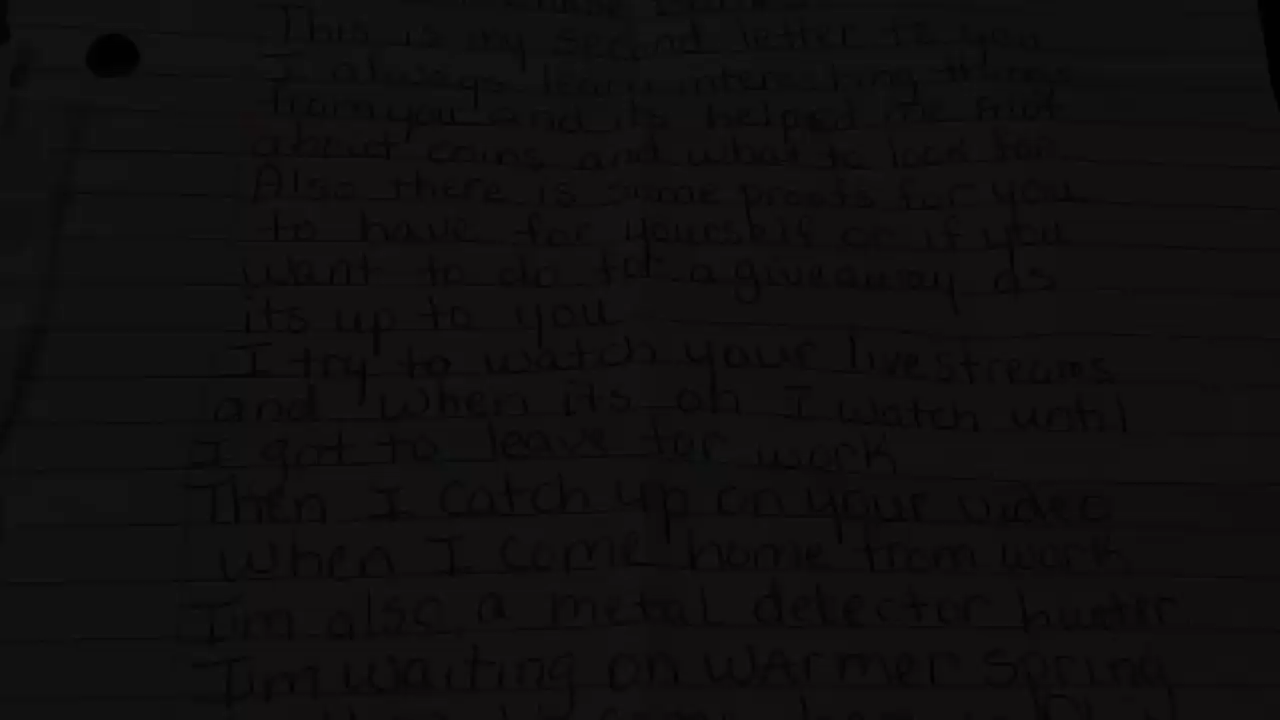 This is my second letter to you
I always learn interesting things
from you and its helped me
about coins and what to look for
Also there is some proofs for you
to have for yourself or if you
want to do for a giveaway as
its up to you
I try to watch your livestreams
and when its on I watch until
I got to leave for work
Then I catch up on your video
when I come home from work
I'm also a metal detector hunter
I'm waiting on warmer spring